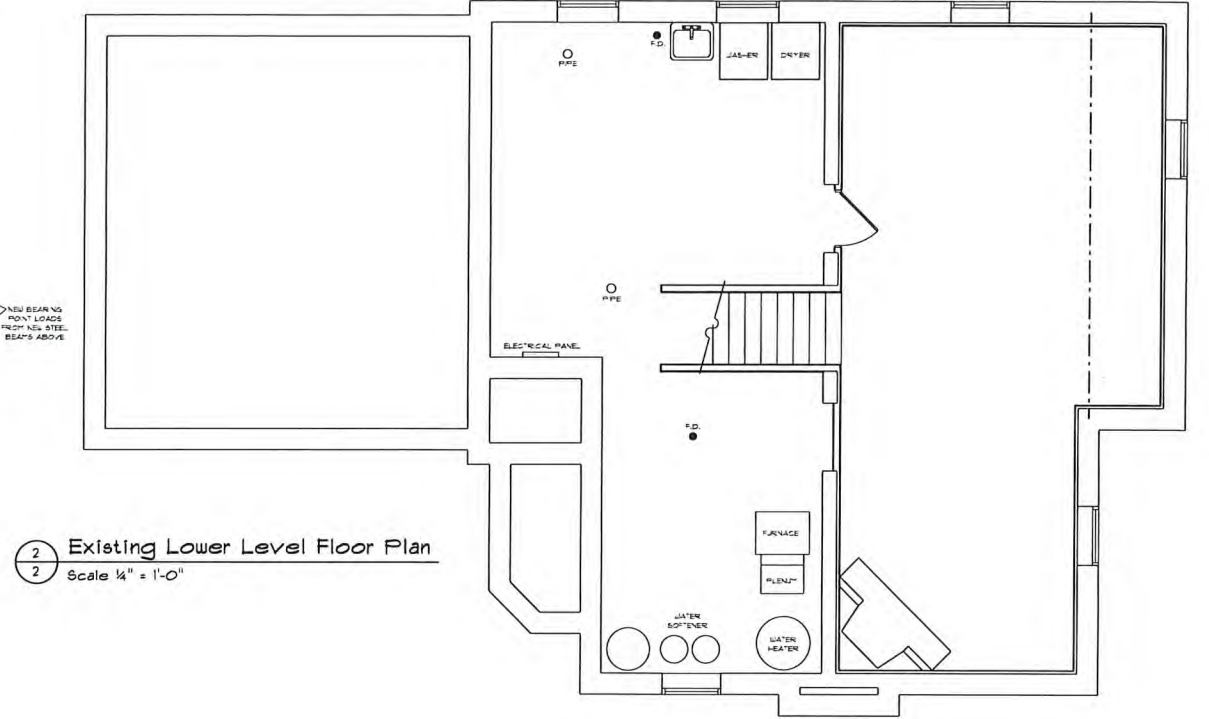 F.D.
PIPE
WASHER
DRYER
PIPE
NEW BEARING
POINT LOADS
FROM NEW STEEL
BEAMS ABOVE
ELECTRICAL PANEL
F.D.
FURNACE
PLENUM
WATER
SOFTENER
WATER
HEATER
2
2
Existing Lower Level Floor Plan
Scale ¼" = 1'-0"